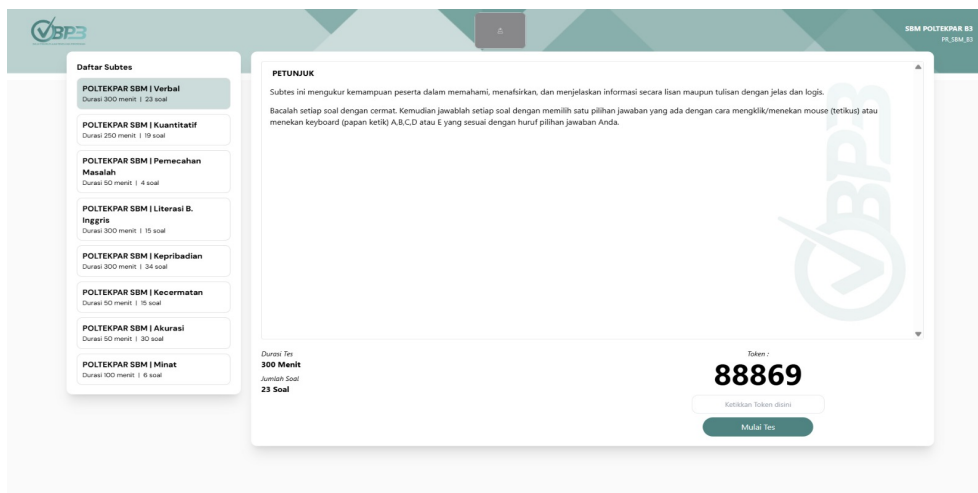 BP3
SBM POLTEKPAR B3
PR_SBM_B3
Daftar Subtes
POLTEKPAR SBM | Verbal
Durasi 300 menit | 23 soal
POLTEKPAR SBM | Kuantitatif
Durasi 250 menit | 19 soal
POLTEKPAR SBM | Pemecahan
Masalah
Durasi 50 menit | 4 soal
POLTEKPAR SBM | Literasi B.
Inggris
Durasi 300 menit | 15 soal
POLTEKPAR SBM | Kepribadian
Durasi 300 menit | 34 soal
POLTEKPAR SBM | Kecermatan
Durasi 50 menit | 15 soal
POLTEKPAR SBM | Akurasi
Durasi 50 menit | 30 soal
POLTEKPAR SBM | Minat
Durasi 100 menit | 6 soal
PETUNJUK
Subtes ini mengukur kemampuan peserta dalam memahami, menafsirkan, dan menjelaskan informasi secara lisan maupun tulisan dengan jelas dan logis.
Bacalah setiap soal dengan cermat. Kemudian jawablah setiap soal dengan memilih satu pilihan jawaban yang ada dengan cara mengklik/menekan mouse (tetikus) atau
menekan keyboard (papan ketik) A,B,C,D atau E yang sesuai dengan huruf pilihan jawaban Anda.
BP3
Durasi Tes
300 Menit
Jumlah Soal
23 Soal
Token :
88869
Ketikkan Token disini
Mulai Tes